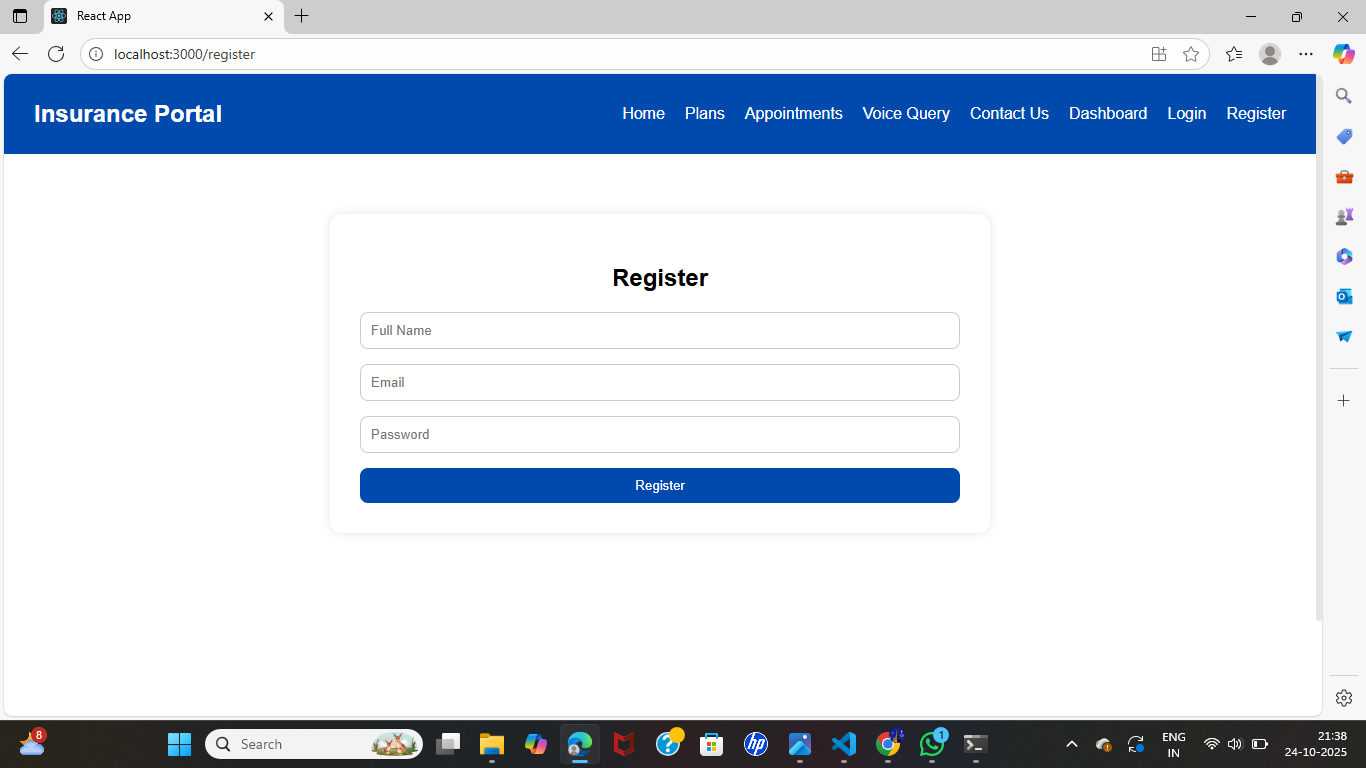 React App
localhost:3000/register
Insurance Portal
Home Plans Appointments Voice Query Contact Us Dashboard Login Register
Register
Full Name
Email
Password
Register
8
Search
1
ENG
IN
21:38
24-10-2025